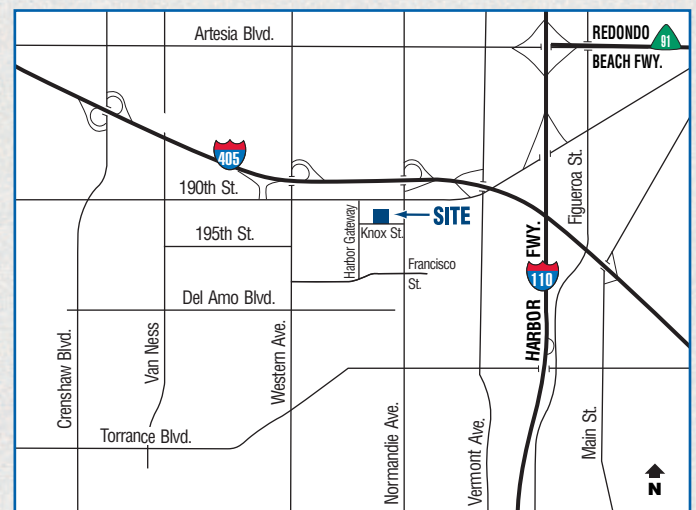 Artesia Blvd.
REDONDO
91
BEACH FWY.
405
190th St.
Figueroa St.
SITE
Harbor Gateway
Knox St.
195th St.
HARBOR FWY.
Francisco
St.
110
Del Amo Blvd.
Crenshaw Blvd.
Van Ness
Western Ave.
Torrance Blvd.
Normandie Ave.
Vermont Ave.
Main St.
N